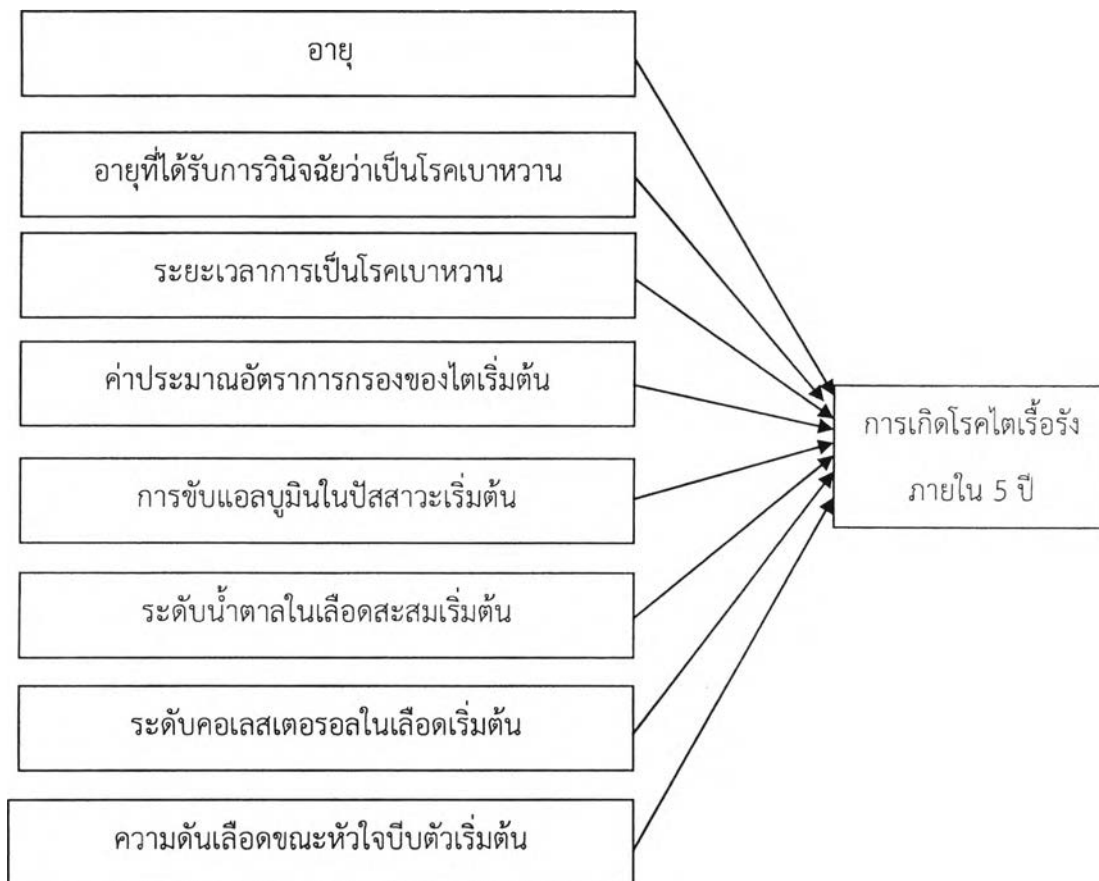 อายุ
อายุที่ได้รับการวินิจฉัยว่าเป็นโรคเบาหวาน
ระยะเวลาการเป็นโรคเบาหวาน
ค่าประมาณอัตราการกรองของไตเริ่มต้น
การขับแอลบูมินในปัสสาวะเริ่มต้น
ระดับน้ำตาลในเลือดสะสมเริ่มต้น
ระดับคอเลสเตอรอลในเลือดเริ่มต้น
ความดันเลือดขณะหัวใจบีบตัวเริ่มต้น
การเกิดโรคไตเรื้อรัง
ภายใน 5 ปี